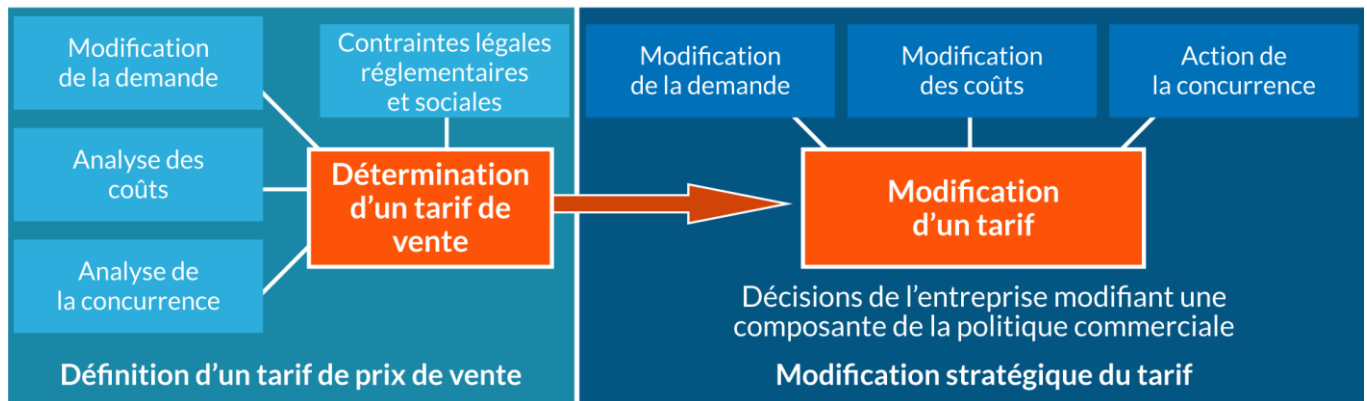 Modification
de la demande
Contraintes légales
réglementaires
et sociales
Analyse des
coûts
Détermination
d'un tarif de
vente
Analyse de
la concurrence
Définition d'un tarif de prix de vente
Modification
de la demande
Modification
des coûts
Action de
la concurrence
Modification
d'un tarif
Décisions de l'entreprise modifiant une
composante de la politique commerciale
Modification stratégique du tarif